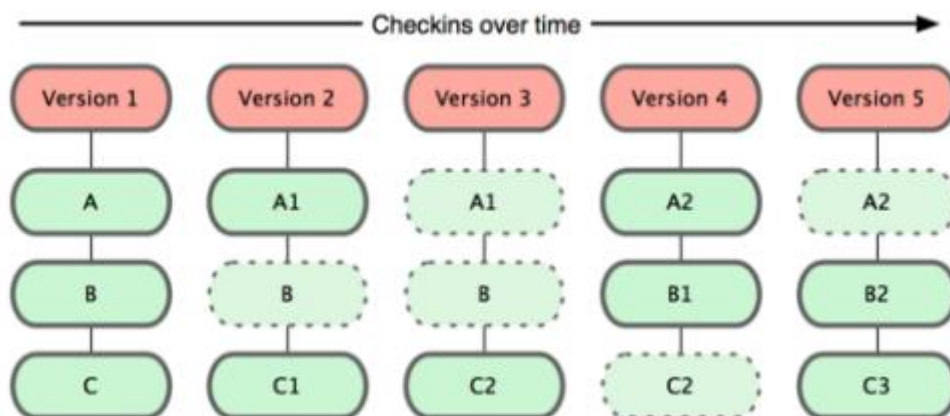 Checkins over time
Version 1 Version 2 Version 3 Version 4 Version 5
A A1 A1 A2 A2
B B B B1 B2
C C1 C2 C2 C3